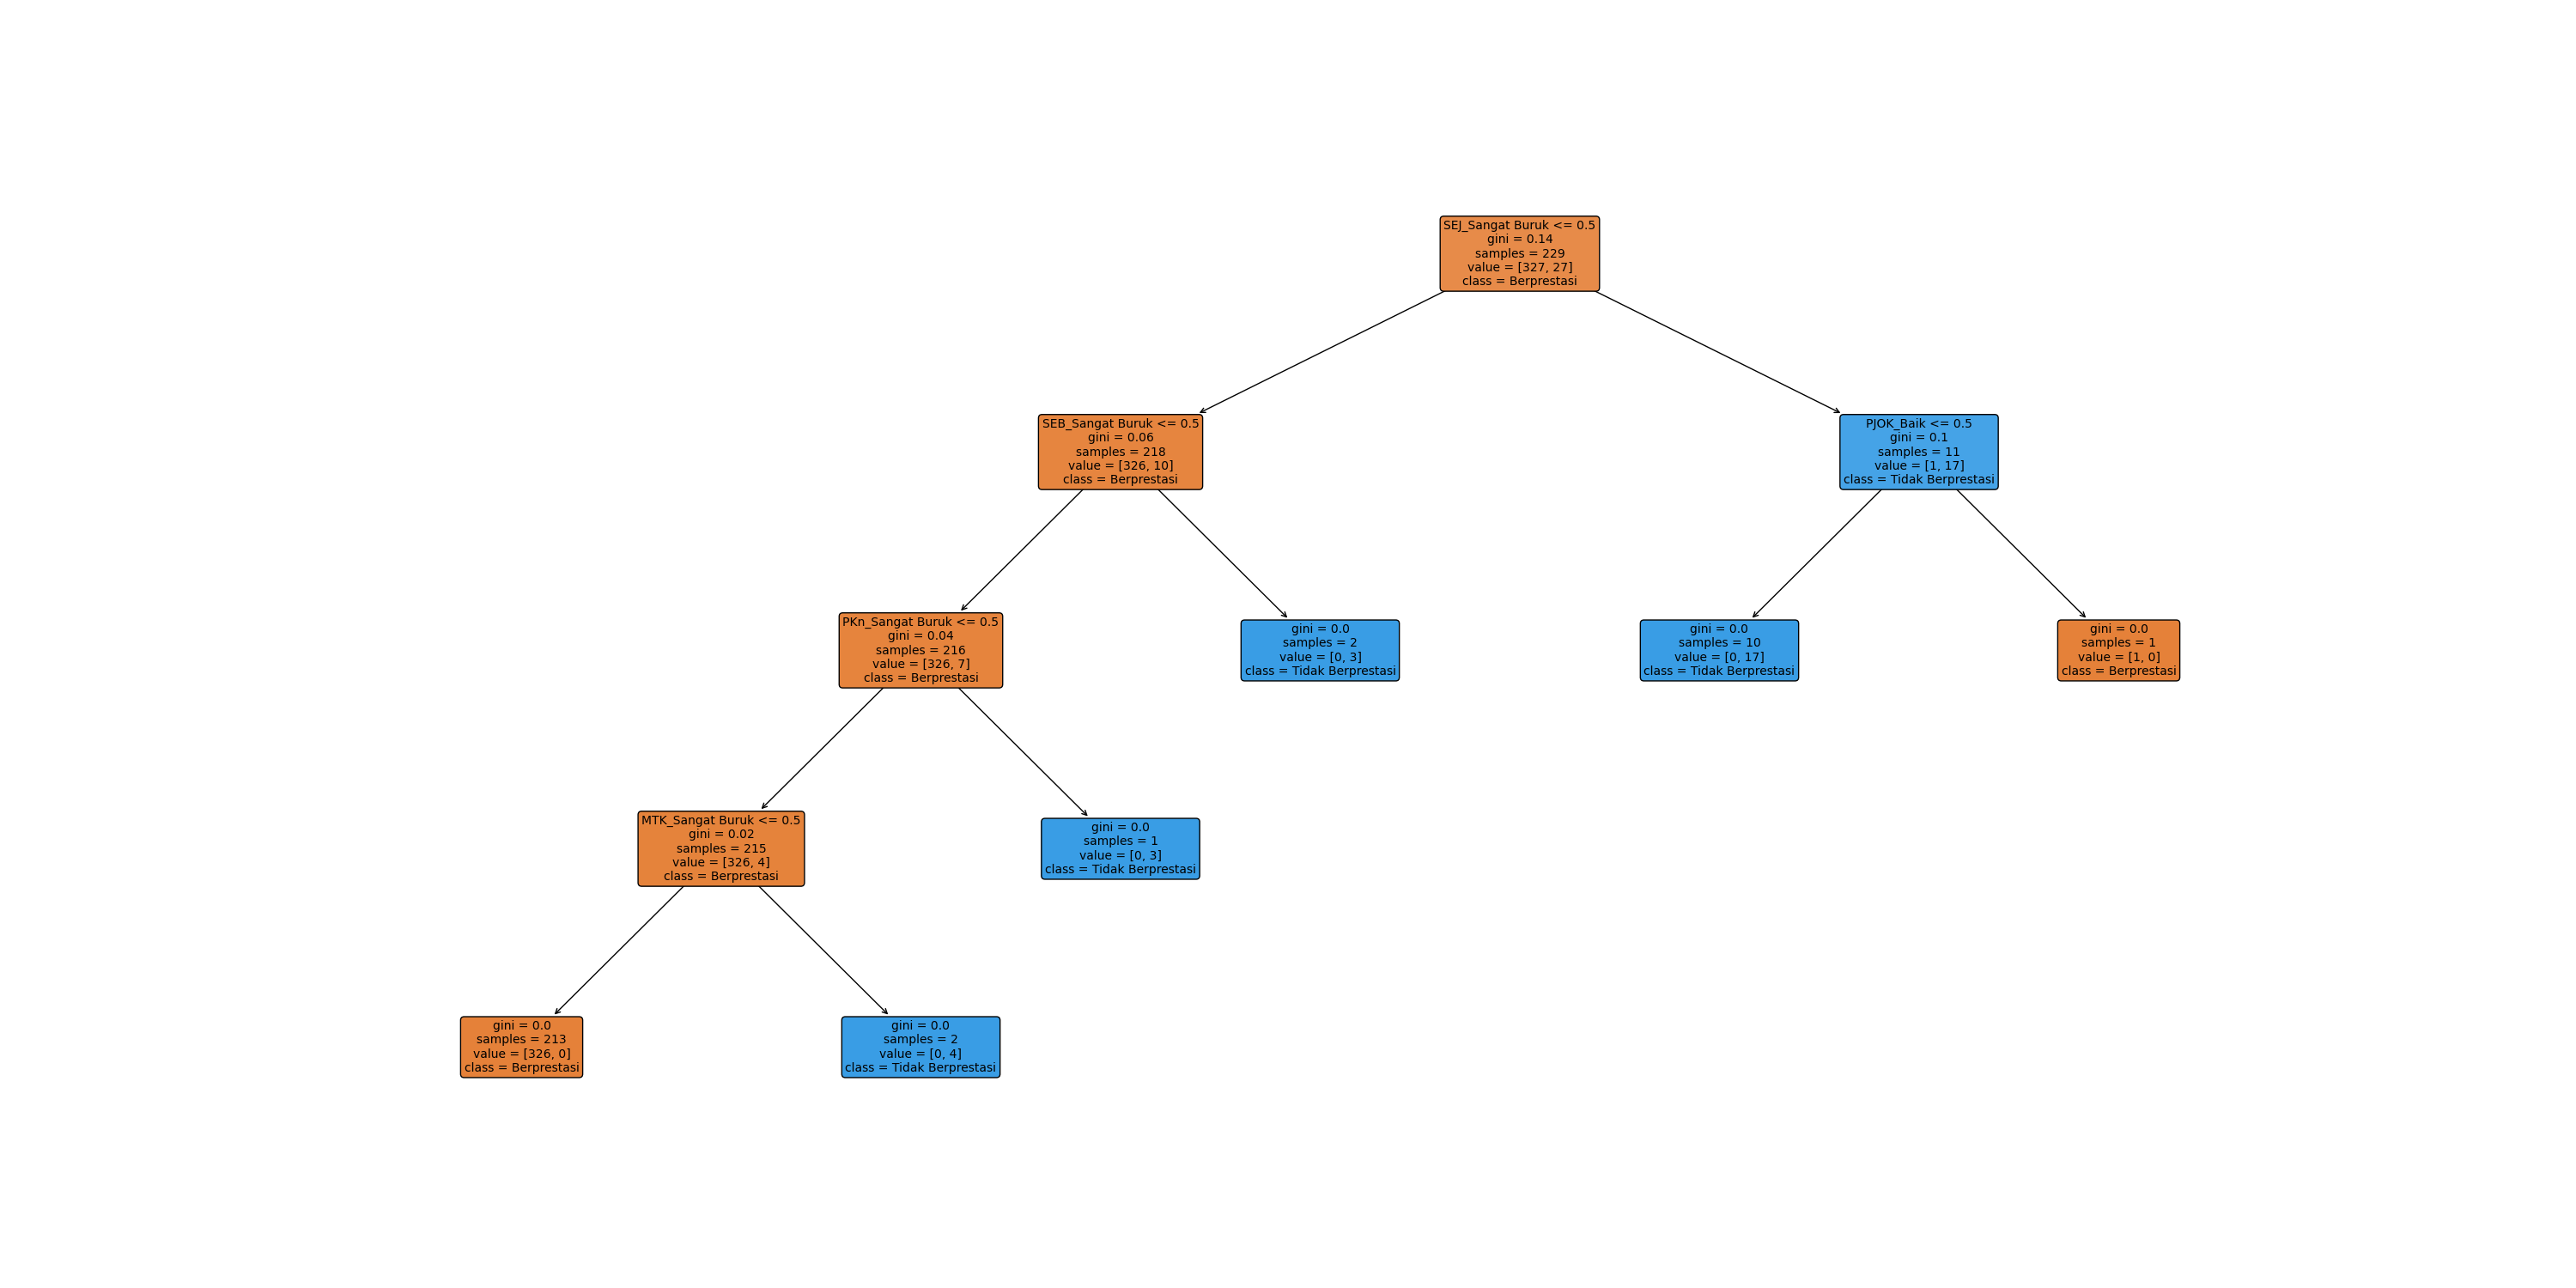 SEJ_Sangat Buruk <= 0.5
gini = 0.14
samples = 229
value = [327, 27]
class = Berprestasi
SEB_Sangat Buruk <= 0.5
gini = 0.06
samples = 218
value = [326, 10]
class = Berprestasi
PJOK_Baik <= 0.5
gini = 0.1
samples = 11
value = [1, 17]
class = Tidak Berprestasi
PKn_Sangat Buruk <= 0.5
gini = 0.04
samples = 216
value = [326, 7]
class = Berprestasi
gini = 0.0
samples = 2
value = [0, 3]
class = Tidak Berprestasi
gini = 0.0
samples = 10
value = [0, 17]
class = Tidak Berprestasi
gini = 0.0
samples = 1
value = [1, 0]
class = Berprestasi
MTK_Sangat Buruk <= 0.5
gini = 0.02
samples = 215
value = [326, 4]
class = Berprestasi
gini = 0.0
samples = 1
value = [0, 3]
class = Tidak Berprestasi
gini = 0.0
samples = 213
value = [326, 0]
class = Berprestasi
gini = 0.0
samples = 2
value = [0, 4]
class = Tidak Berprestasi